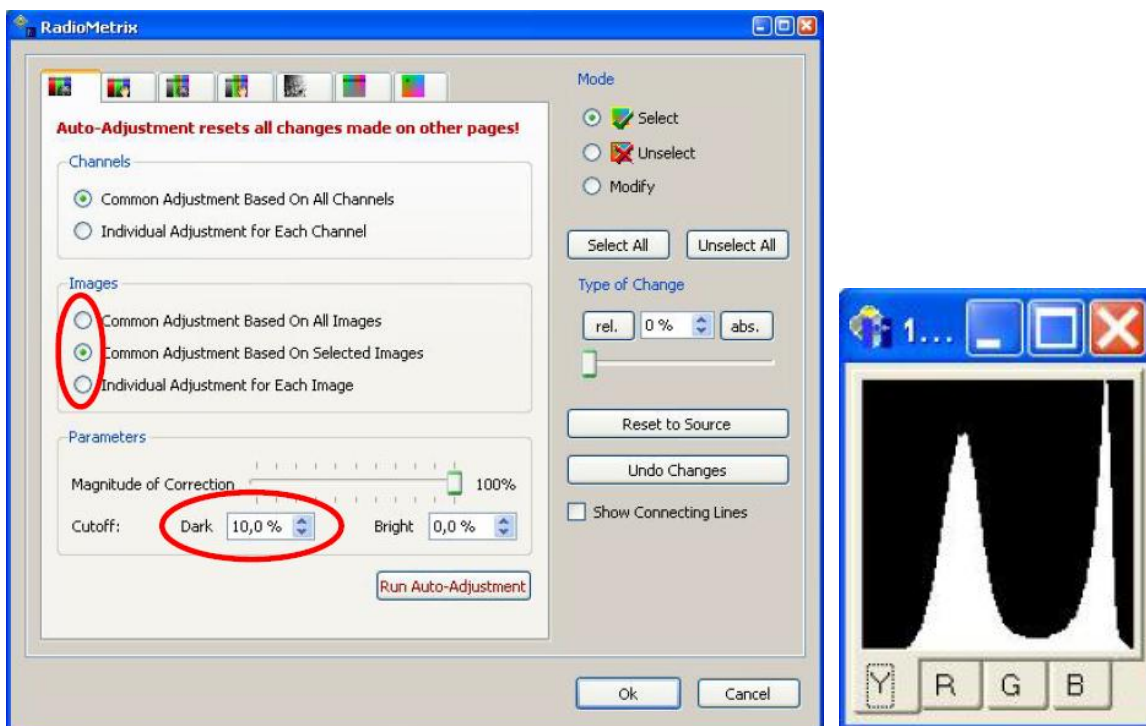 RadioMetrix
Auto-Adjustment resets all changes made on other pages!
Channels
Common Adjustment Based On All Channels
Individual Adjustment for Each Channel
Images
Common Adjustment Based On All Images
Common Adjustment Based On Selected Images
Individual Adjustment for Each Image
Parameters
Magnitude of Correction 100%
Cutoff: Dark 10,0 % Bright 0,0 %
Run Auto-Adjustment
Mode
Select
Unselect
Modify
Select All Unselect All
Type of Change
rel. 0 % abs.
Reset to Source
Undo Changes
Show Connecting Lines
Ok Cancel
1...
Y R G B